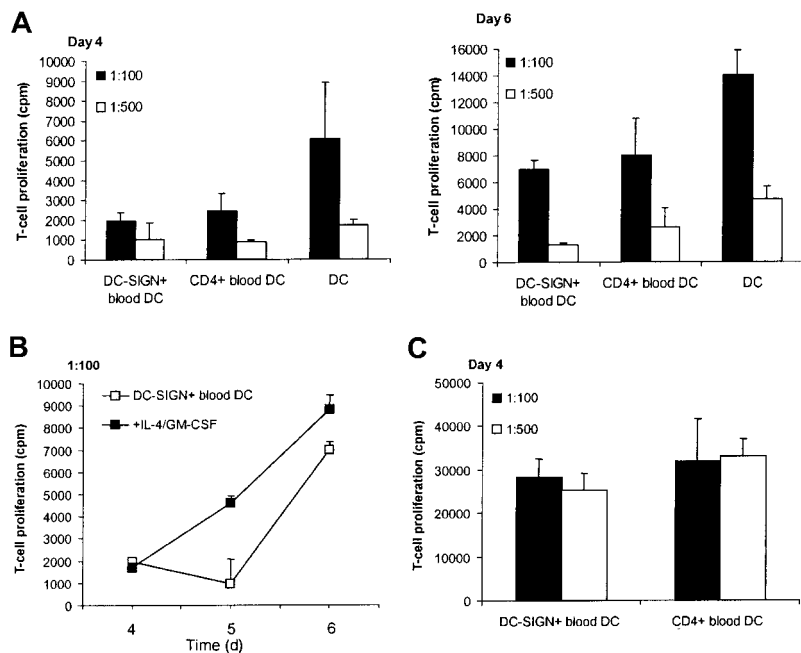 A
Day 4
T-cell proliferation (cpm)
10000
9000
8000
7000
6000
5000
4000
3000
2000
1000
0
1:100
1:500
DC-SIGN+
blood DC
CD4+ blood DC
DC
Day 6
T-cell proliferation (cpm)
16000
14000
12000
10000
8000
6000
4000
2000
0
1:100
1:500
DC-SIGN+
blood DC
CD4+ blood DC
DC
B
1:100
T-cell proliferation (cpm)
10000
9000
8000
7000
6000
5000
4000
3000
2000
1000
0
DC-SIGN+ blood DC
+IL-4/GM-CSF
4
5
6
Time (d)
C
Day 4
T-cell proliferation (cpm)
50000
40000
30000
20000
10000
0
1:100
1:500
DC-SIGN+ blood DC
CD4+ blood DC